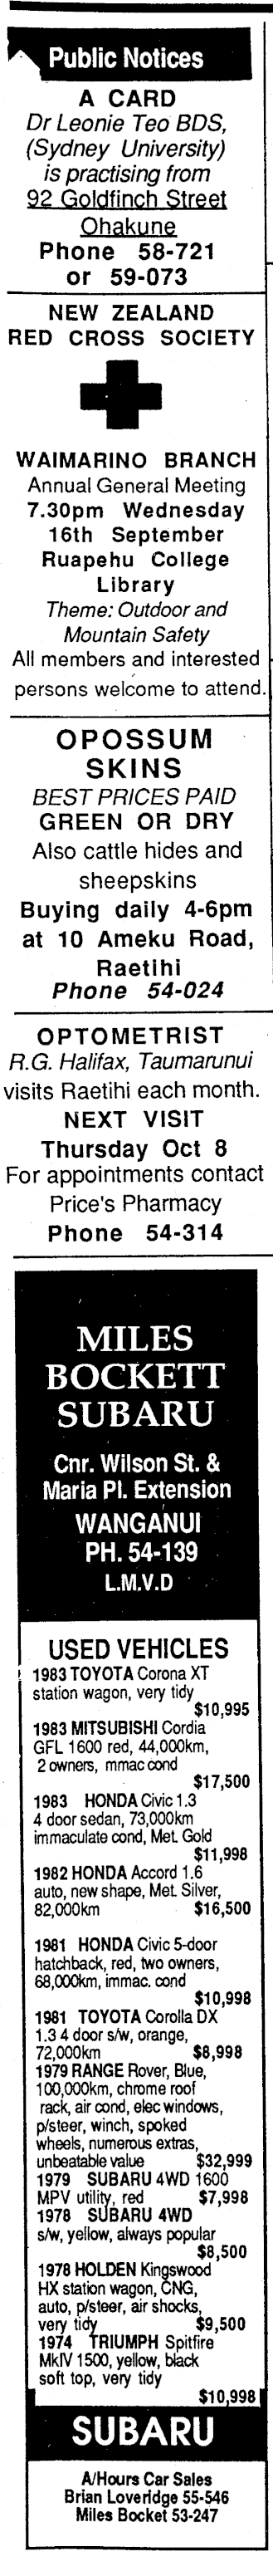 Public Notices
A CARD
Dr Leonie Teo BDS,
(Sydney University)
is practising from
92 Goldfinch Street
Ohakune
Phone 58-721
or 59-073
NEW ZEALAND
RED CROSS SOCIETY
WAIMARINO BRANCH
Annual General Meeting
7.30pm Wednesday
16th September
Ruapehu College
Library
Theme: Outdoor and
Mountain Safety
All members and interested
persons welcome to attend.
OPOSSUM
SKINS
BEST PRICES PAID
GREEN OR DRY
Also cattle hides and
sheepskins
Buying daily 4-6pm
at 10 Ameku Road,
Raetihi
Phone 54-024
OPTOMETRIST
R.G. Halifax, Taumarunui
visits Raetihi each month.
NEXT VISIT
Thursday Oct 8
For appointments contact
Price's Pharmacy
Phone 54-314
MILES
BOCKETT
SUBARU
Cnr. Wilson St. &
Maria Pl. Extension
WANGANUI
PH. 54-139
L.M.V.D
USED VEHICLES
1983 TOYOTA Corona XT
station wagon, very tidy
$10,995
1983 MITSUBISHI Cordia
GFL 1600 red, 44,000km,
2 owners, mmac cond
$17,500
1983 HONDA Civic 1.3
4 door sedan, 73,000km
immaculate cond, Met. Gold
$11,998
1982 HONDA Accord 1.6
auto, new shape, Met. Silver,
82,000km $16,500
1981 HONDA Civic 5-door
hatchback, red, two owners,
68,000km, immac. cond
$10,998
1981 TOYOTA Corolla DX
1.3 4 door s/w, orange,
72,000km $8,998
1979 RANGE Rover, Blue,
100,000km, chrome roof
rack, air cond, elec windows,
p/steer, winch, spoked
wheels, numerous extras,
unbeatable value $32,999
1979 SUBARU 4WD 1600
MPV utility, red $7,998
1978 SUBARU 4WD
s/w, yellow, always popular
$8,500
1978 HOLDEN Kingswood
HX station wagon, CNG,
auto, p/steer, air shocks,
very tidy $9,500
1974 TRIUMPH Spitfire
MkIV 1500, yellow, black
soft top, very tidy
$10,998
SUBARU
A/Hours Car Sales
Brian Loveridge 55-546
Miles Bocket 53-247